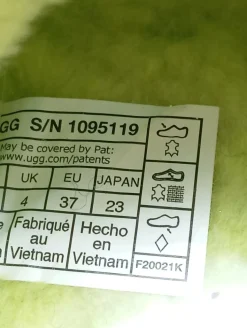 GG S/N 1095119
May be covered by Pat:
www.ugg.com/patents
UK EU JAPAN
4 37 23
Fabriqué au Vietnam
Hecho en Vietnam
F20021K